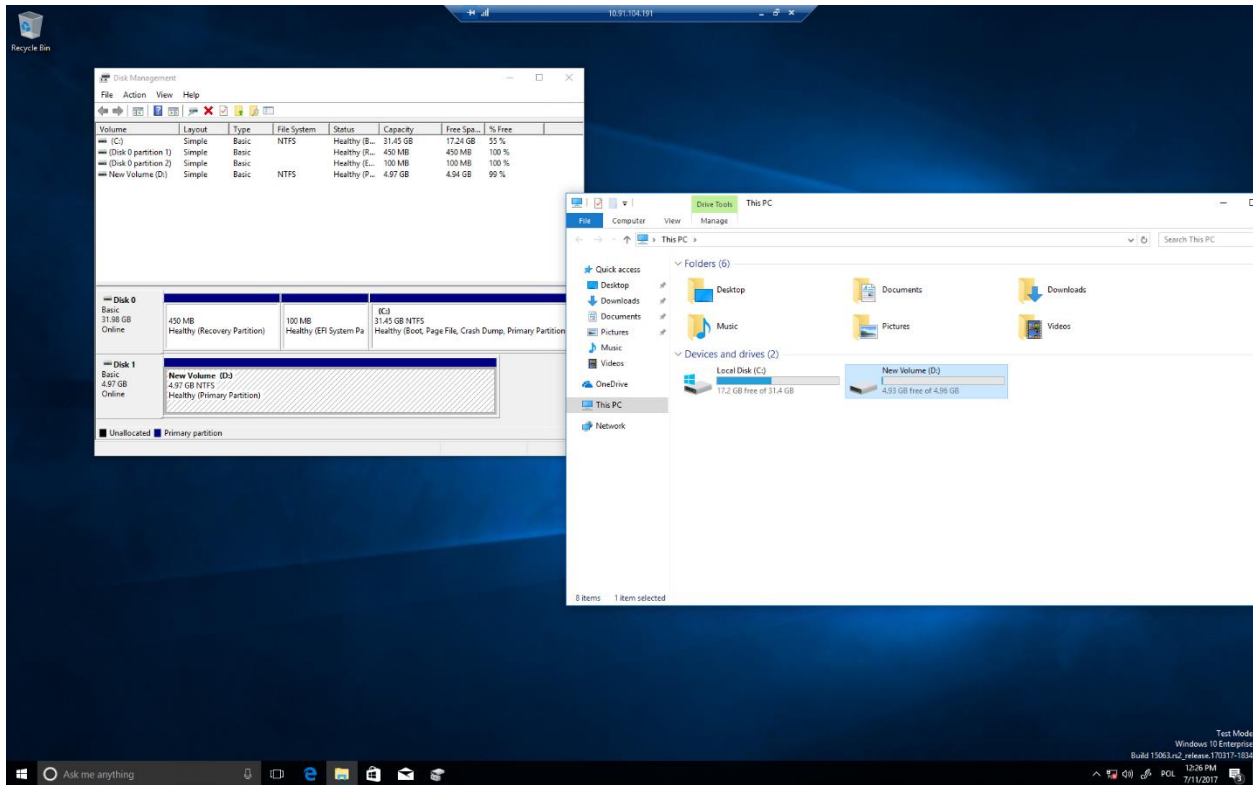 10.91.104.191
Recycle Bin
Disk Management
File Action View Help
Volume Layout Type File System Status Capacity Free Spa... % Free
(C:) Simple Basic NTFS Healthy (B... 31.45 GB 17.24 GB 55 %
(Disk 0 partition 1) Simple Basic Healthy (R... 450 MB 450 MB 100 %
(Disk 0 partition 2) Simple Basic Healthy (E... 100 MB 100 MB 100 %
New Volume (D:) Simple Basic NTFS Healthy (P... 4.97 GB 4.94 GB 99 %
Disk 0
Basic
31.98 GB
Online
450 MB
Healthy (Recovery Partition)
100 MB
Healthy (EFI System Pa
(C:)
31.45 GB NTFS
Healthy (Boot, Page File, Crash Dump, Primary Partition
Disk 1
Basic
4.97 GB
Online
New Volume (D:)
4.97 GB NTFS
Healthy (Primary Partition)
Unallocated Primary partition
Drive Tools This PC
File Computer View Manage
This PC
Search This PC
Quick access
Desktop
Downloads
Documents
Pictures
Music
Videos
OneDrive
This PC
Network
Folders (6)
Desktop
Documents
Downloads
Music
Pictures
Videos
Devices and drives (2)
Local Disk (C:)
17.2 GB free of 31.4 GB
New Volume (D:)
4.93 GB free of 4.96 GB
8 items 1 item selected
Test Mode
Windows 10 Enterprise
Build 15063.rs2_release.170317-1834
Ask me anything
POL
12:26 PM
7/11/2017
3